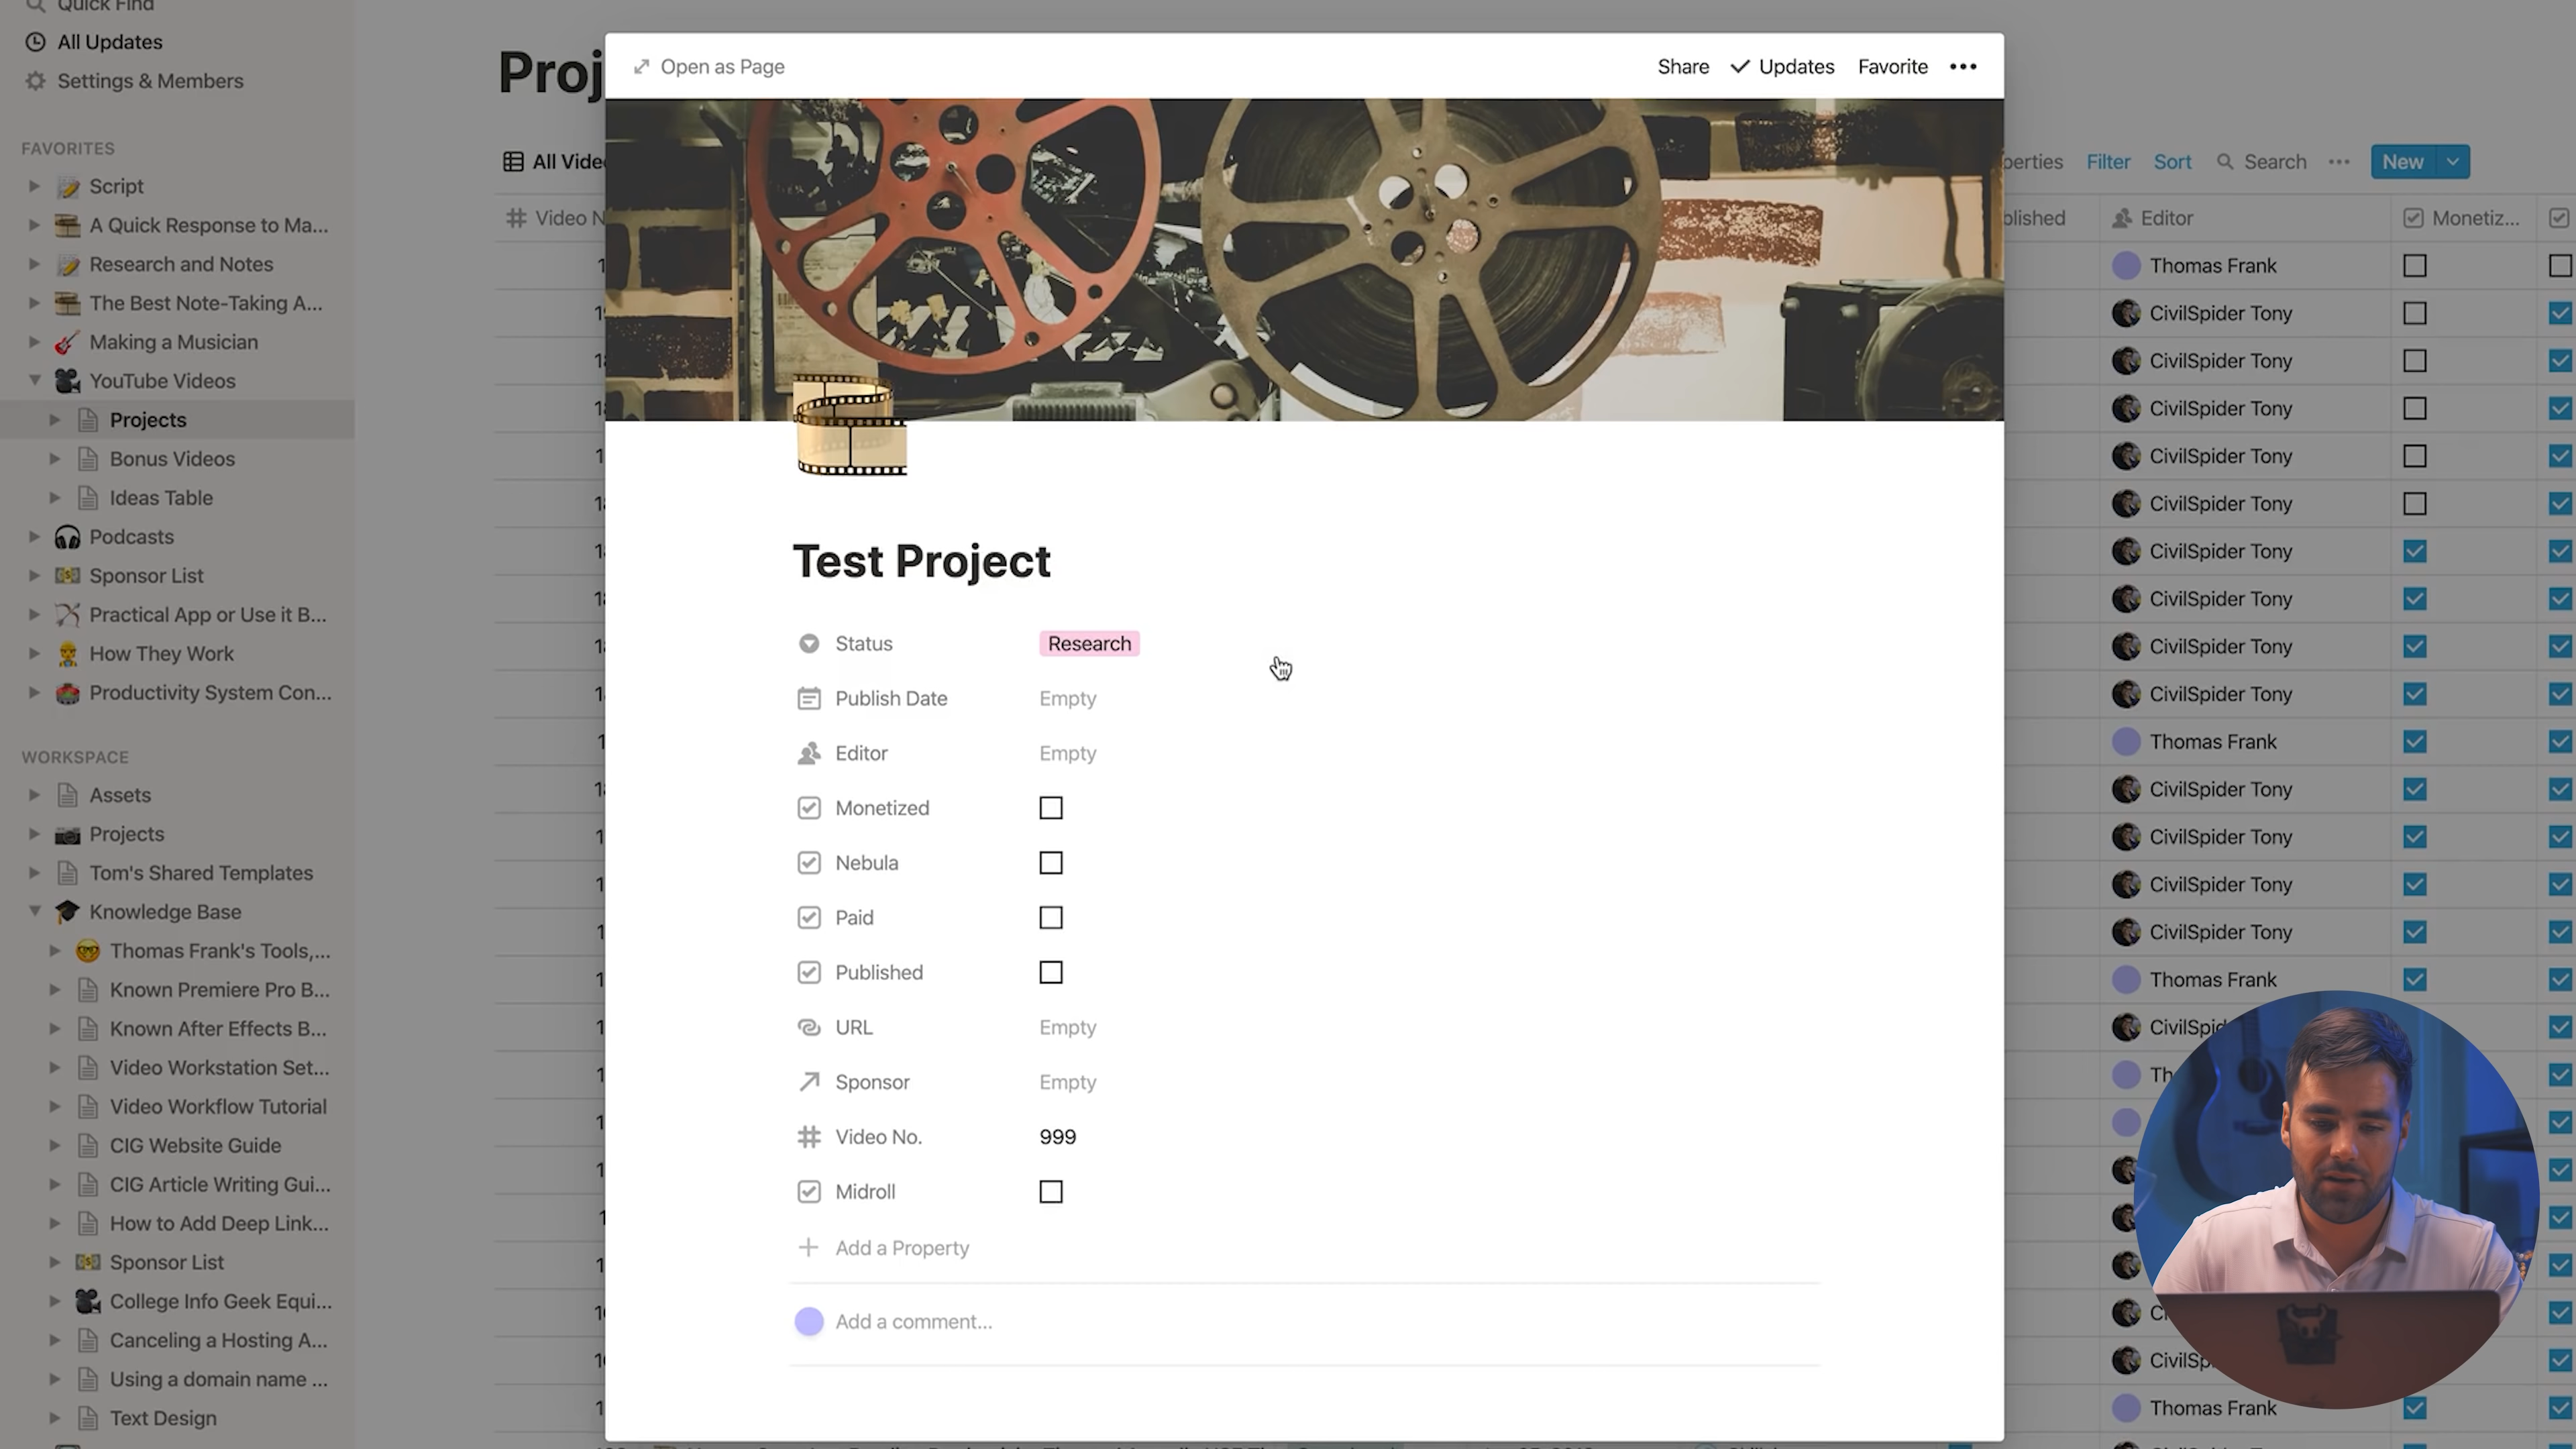 Quick Find
All Updates
Settings & Members
FAVORITES
Script
A Quick Response to Ma...
Research and Notes
The Best Note-Taking A...
Making a Musician
YouTube Videos
Projects
Bonus Videos
Ideas Table
Podcasts
Sponsor List
Practical App or Use it B...
How They Work
Productivity System Con...
WORKSPACE
Assets
Projects
Tom's Shared Templates
Knowledge Base
Thomas Frank's Tools,...
Known Premiere Pro B...
Known After Effects B...
Video Workstation Set...
Video Workflow Tutorial
CIG Website Guide
CIG Article Writing Gui...
How to Add Deep Link...
Sponsor List
College Info Geek Equi...
Canceling a Hosting A...
Using a domain name ...
Text Design
Proj
All Vide
Video N
Open as Page
Share Updates Favorite
Test Project
Status Research
Publish Date Empty
Editor Empty
Monetized
Nebula
Paid
Published
URL Empty
Sponsor Empty
Video No. 999
Midroll
Add a Property
Add a comment...
perties Filter Sort Search New
blished Editor Monetiz...
Thomas Frank
CivilSpider Tony
CivilSpider Tony
CivilSpider Tony
CivilSpider Tony
CivilSpider Tony
CivilSpider Tony
CivilSpider Tony
CivilSpider Tony
CivilSpider Tony
Thomas Frank
CivilSpider Tony
CivilSpider Tony
CivilSpider Tony
CivilSpider Tony
Thomas Frank
CivilSpid
Th
C
CivilSp
Thomas Frank